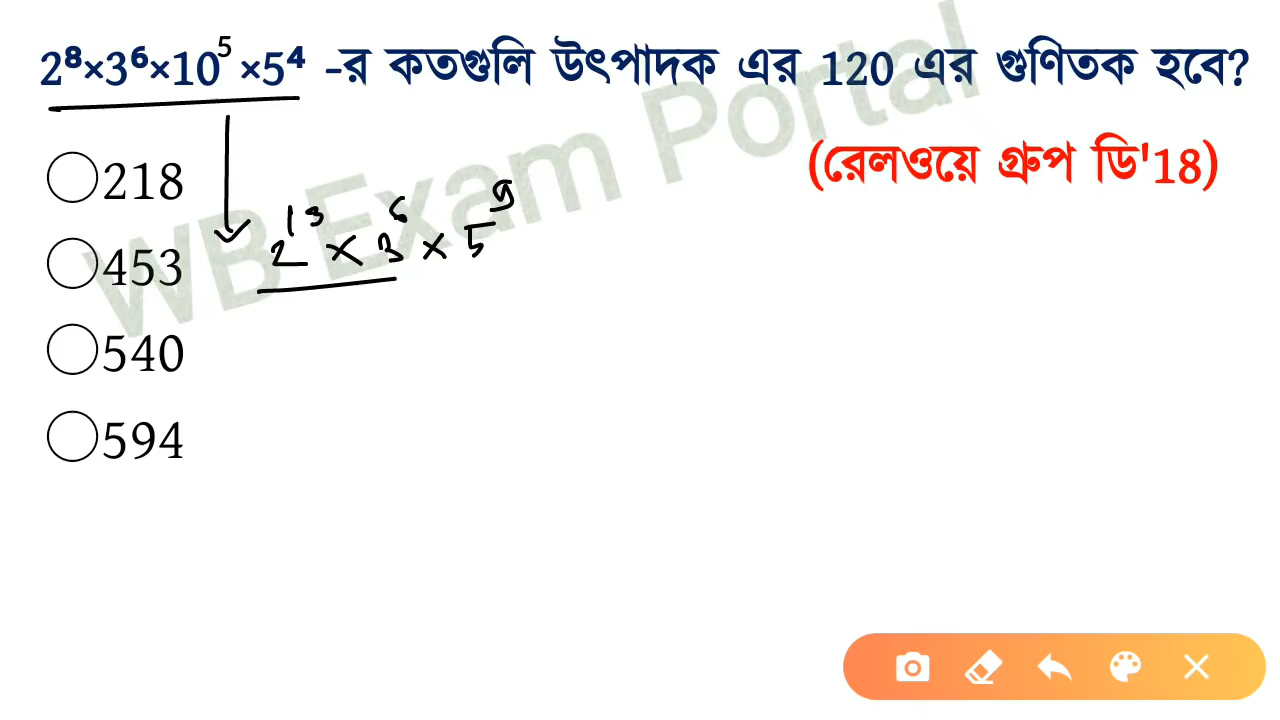 2⁸×3⁶×10⁵×5⁴ -র কতগুলি উৎপাদক এর 120 এর গুণিতক হবে?
(রেলওয়ে গ্রুপ ডি'18)
218
2¹³×3⁶×5⁹
453
540
594
WB Exam Portal